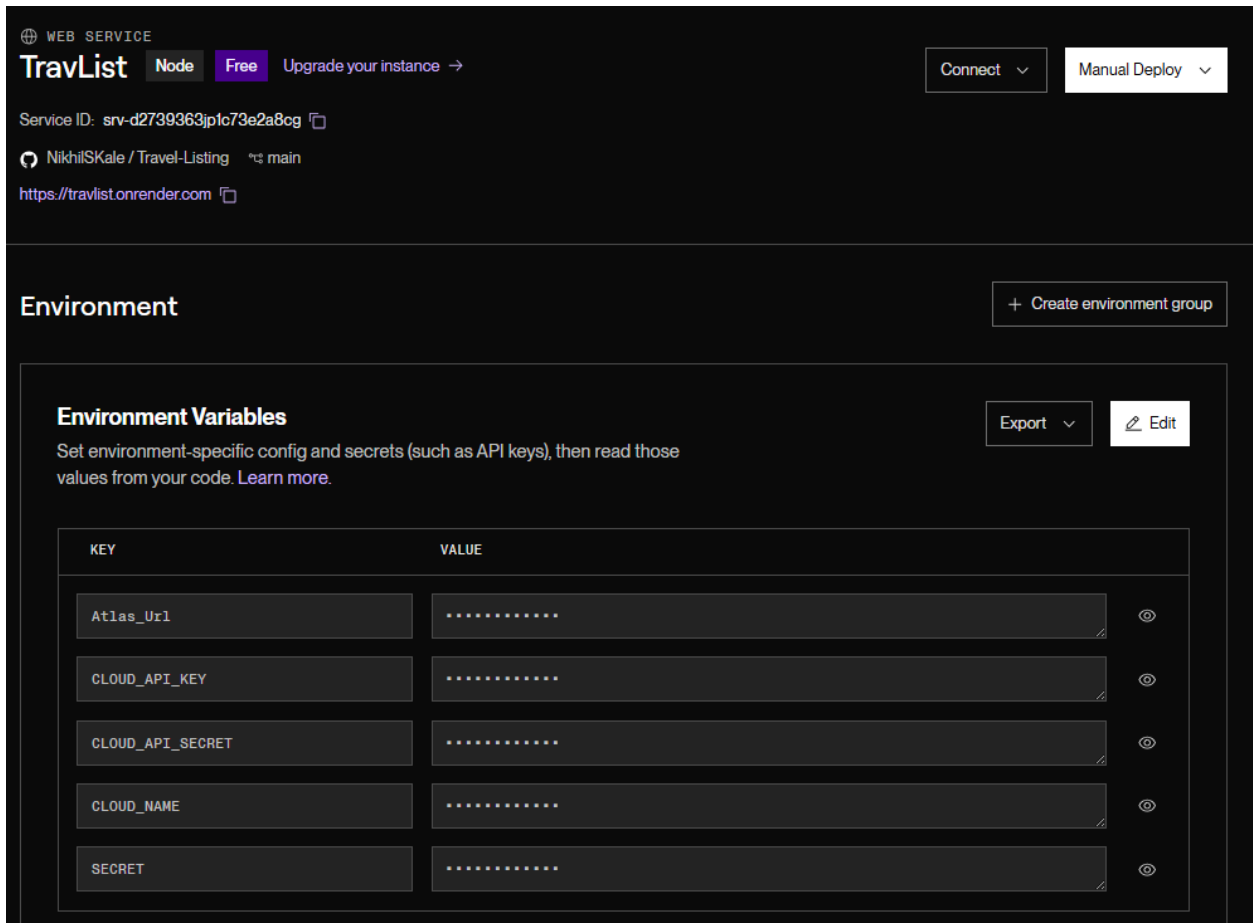 WEB SERVICE
TravList Node Free Upgrade your instance →
Connect Manual Deploy
Service ID: srv-d2739363jp1c73e2a8cg
NikhilSKale / Travel-Listing main
https://travlist.onrender.com
Environment
+ Create environment group
Environment Variables
Export Edit
Set environment-specific config and secrets (such as API keys), then read those
values from your code. Learn more.
KEY VALUE
Atlas_Url ············
CLOUD_API_KEY ············
CLOUD_API_SECRET ············
CLOUD_NAME ············
SECRET ············